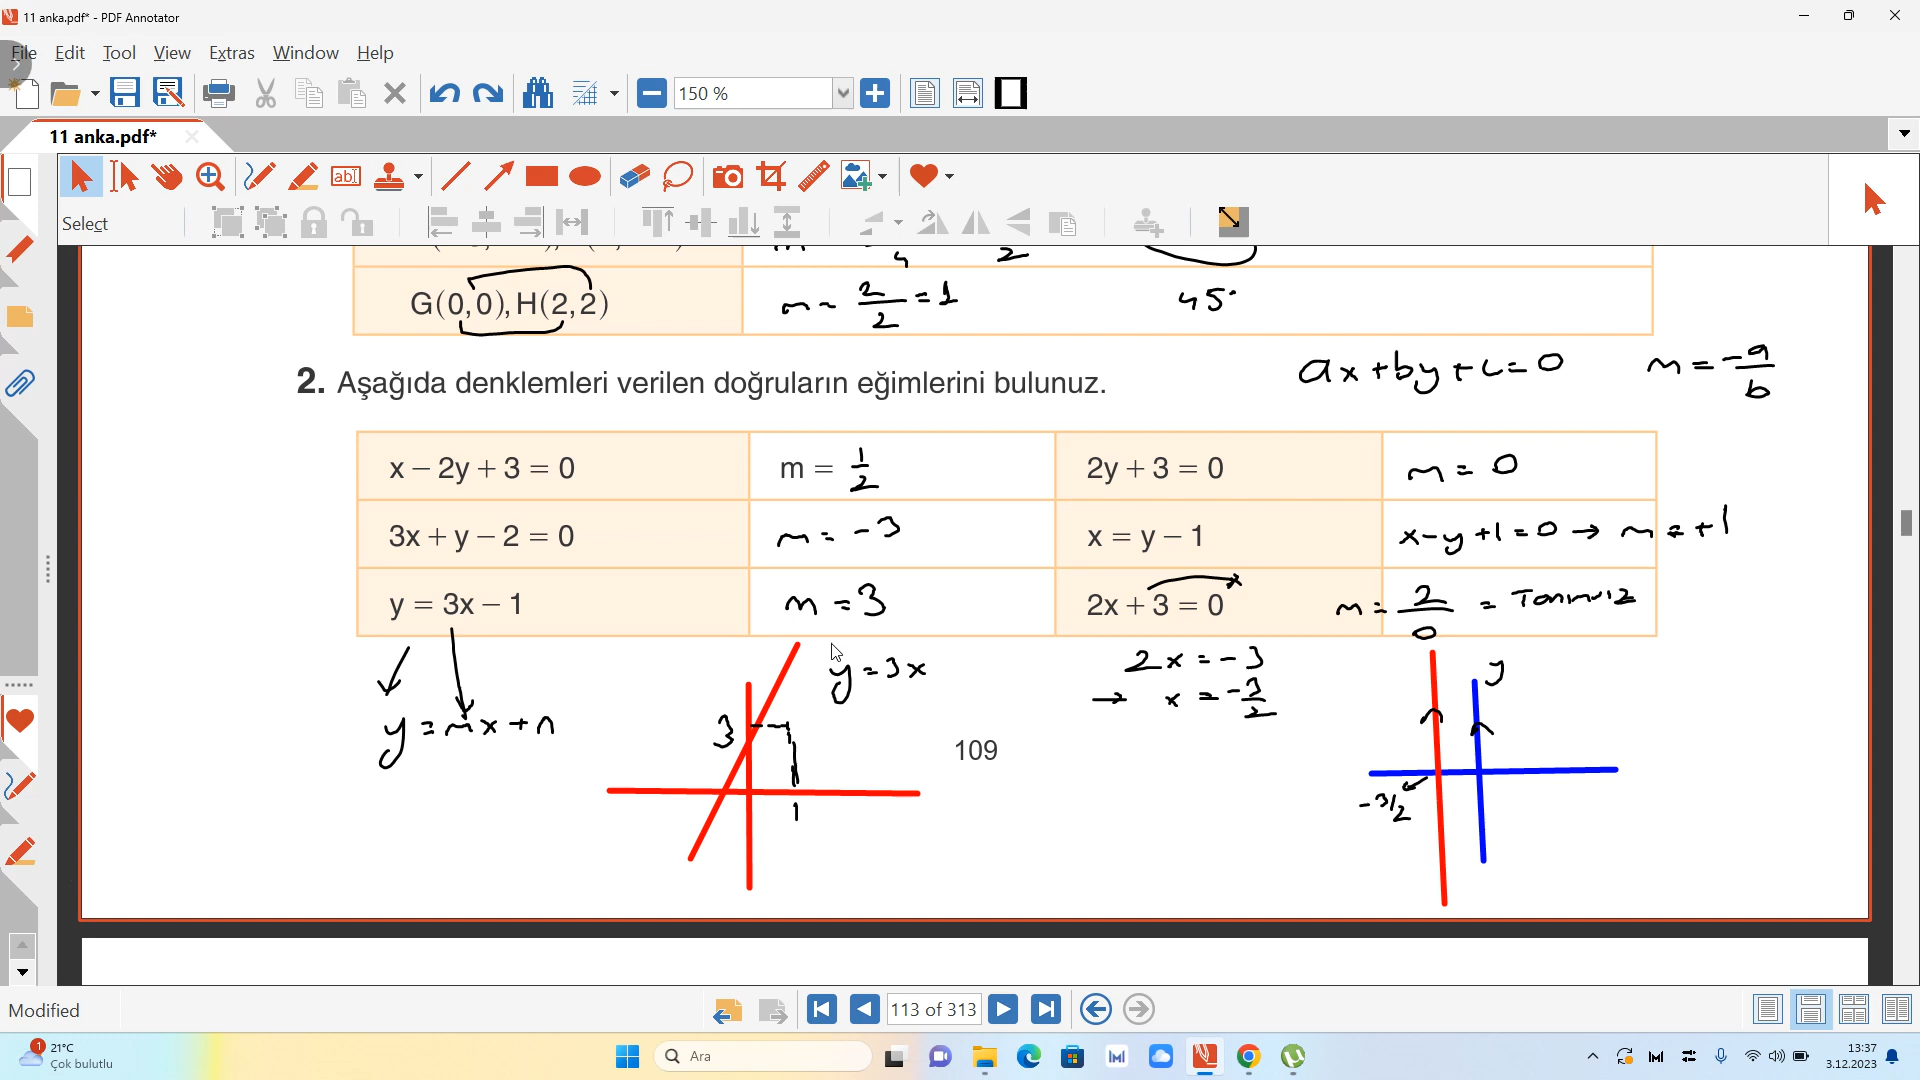 11 anka.pdf* - PDF Annotator
File Edit Tool View Extras Window Help
150 %
11 anka.pdf*
ab
Select
4 2
G(0,0), H(2,2) m = 2/2 = 1 45°
ax + by + c = 0 m = -a/b
2. Aşağıda denklemleri verilen doğruların eğimlerini bulunuz.
x − 2y + 3 = 0 m = 1/2 2y + 3 = 0 m = 0
3x + y − 2 = 0 m = -3 x = y − 1 x-y+1=0 → m = +1
y = 3x − 1 m = 3 2x + 3 = 0 m = 2/0 = Tanımsız
y = 3x 2x = -3 y
→ x = -3/2
y = mx + n 3
109
-3/2
1
Modified
113 of 313
1 21°C
Çok bulutlu
Ara
13:37
3.12.2023